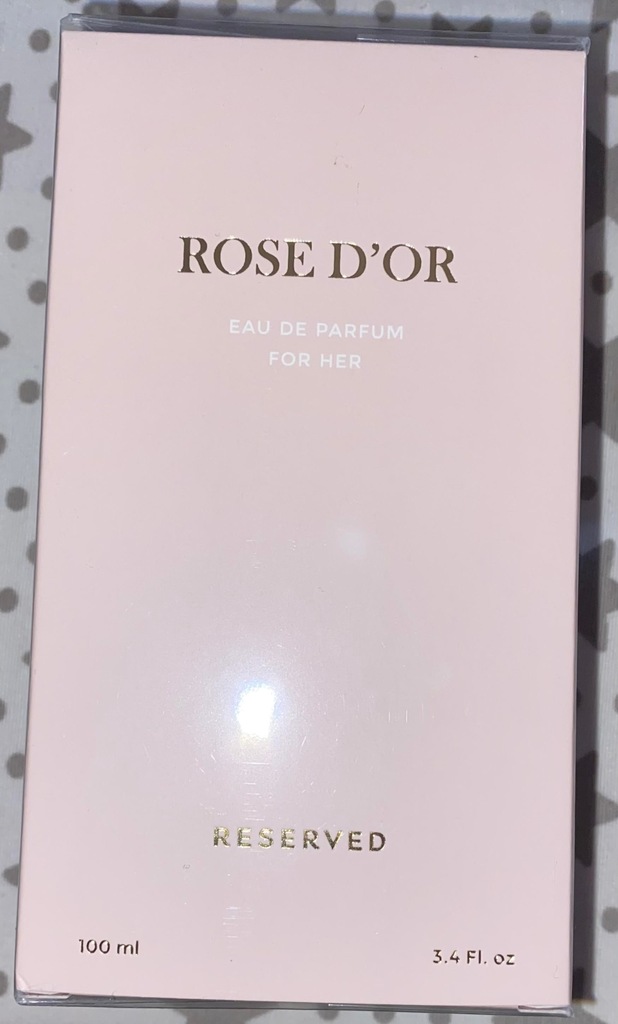 ROSE D’OR
EAU DE PARFUM
FOR HER
RESERVED
100 ml
3.4 Fl. oz